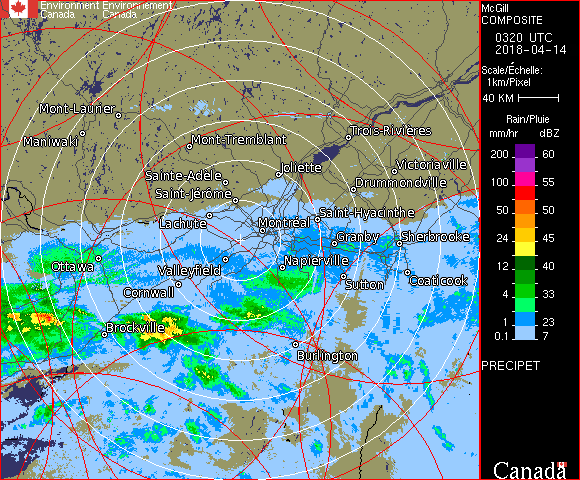 Environment Environnement
Canada Canada
McGill
COMPOSITE
0320 UTC
2018-04-14
Scale/Échelle:
1km/Pixel
40 KM
Rain/Pluie
mm/hr dBZ
200 60
100 55
50 50
24 45
12 40
4 33
1 23
0.1 7
PRECIPET
Canada
Mont-Laurier
Maniwaki
Mont-Tremblant
Trois-Rivières
Sainte-Adèle
Joliette
Victoriaville
Saint-Jérôme
Drummondville
Lachute
Montréal
Saint-Hyacinthe
Granby
Sherbrooke
Ottawa
Valleyfield
Napierville
Cornwall
Sutton
Coaticook
Brockville
Burlington